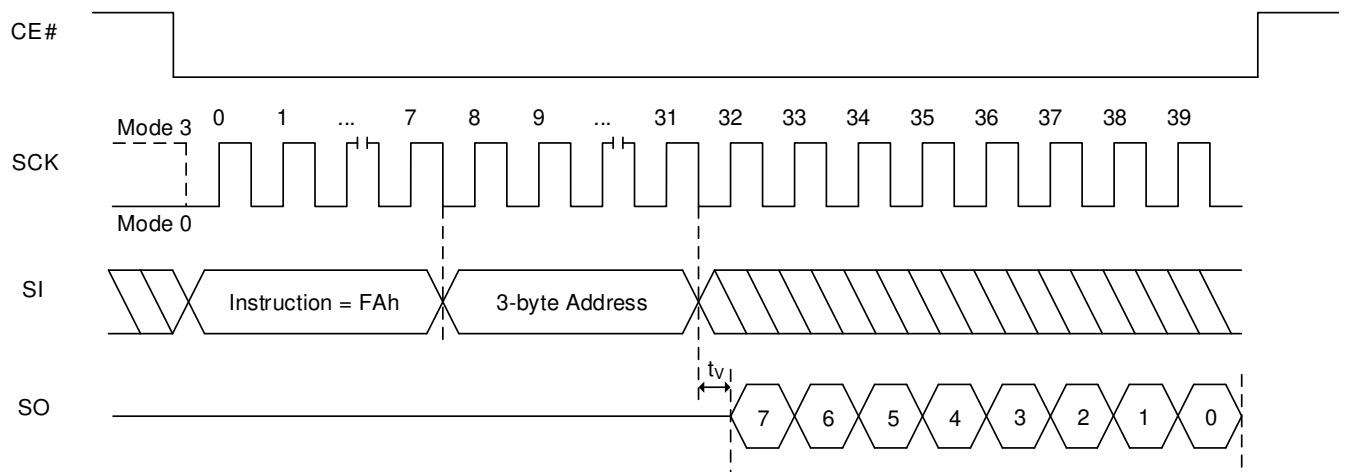 CE#
Mode 3 0 1 ... 7 8 9 ... 31 32 33 34 35 36 37 38 39
SCK
Mode 0
SI Instruction = FAh 3-byte Address
tV
SO 7 6 5 4 3 2 1 0